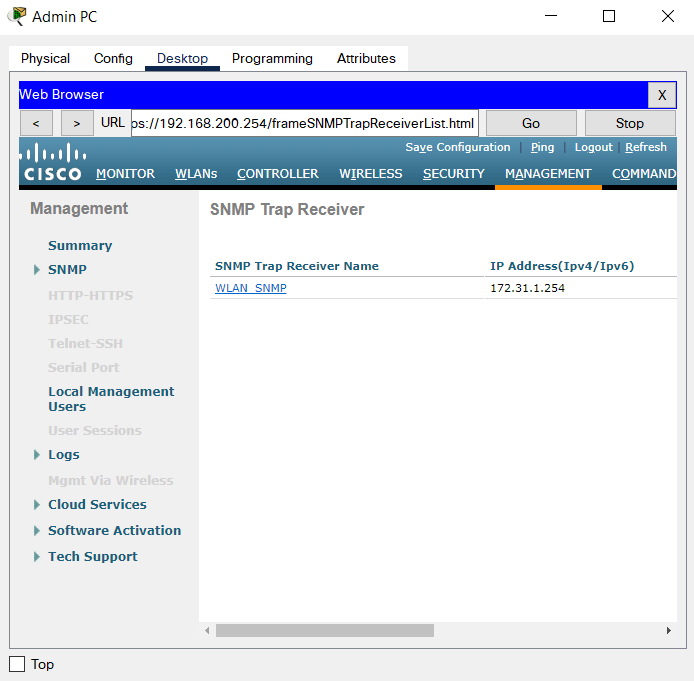 Admin PC
Physical Config Desktop Programming Attributes
Web Browser X
< > URL ps://192.168.200.254/frameSNMPTrapReceiverList.html Go Stop
Save Configuration | Ping | Logout | Refresh
CISCO MONITOR WLANs CONTROLLER WIRELESS SECURITY MANAGEMENT COMMAND
Management
SNMP Trap Receiver
Summary
SNMP
HTTP-HTTPS
IPSEC
Telnet-SSH
Serial Port
Local Management
Users
User Sessions
Logs
Mgmt Via Wireless
Cloud Services
Software Activation
Tech Support
SNMP Trap Receiver Name IP Address(Ipv4/Ipv6)
WLAN_SNMP 172.31.1.254
Top